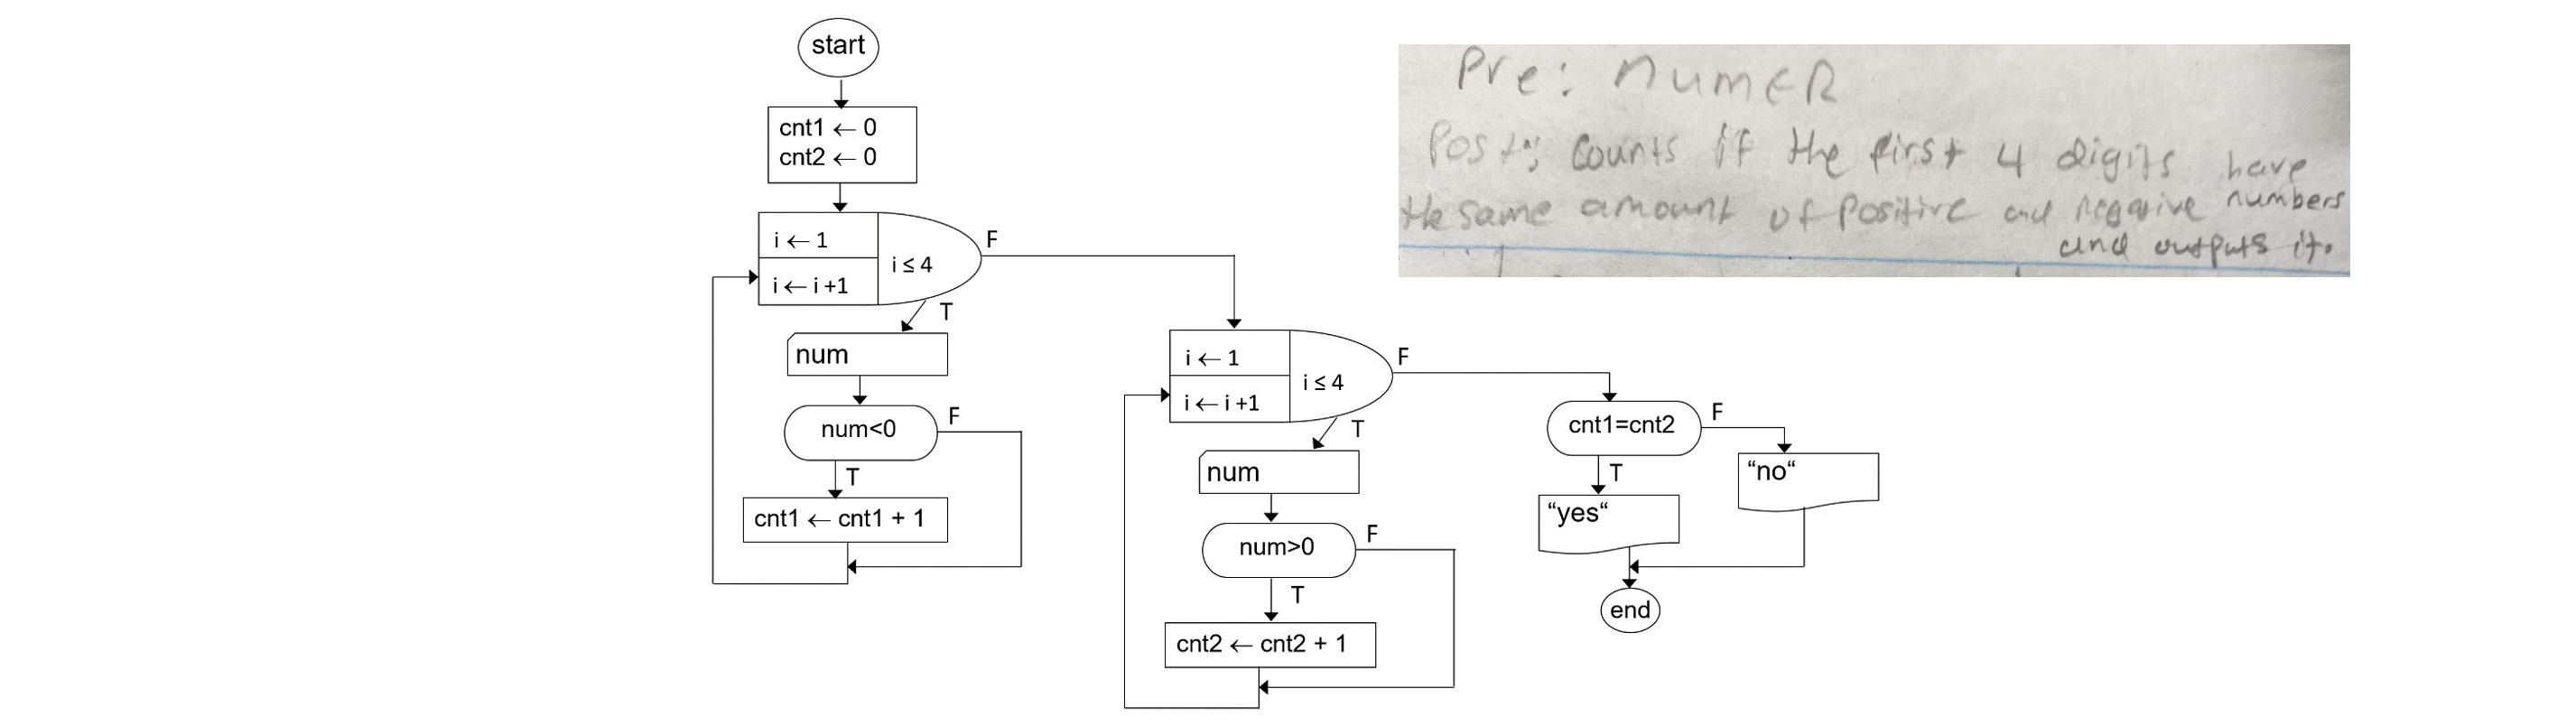 start
cnt1 ← 0
cnt2 ← 0
i ← 1
i ← i +1
i ≤ 4
F
T
num
num<0
F
T
cnt1 ← cnt1 + 1
i ← 1
i ← i +1
i ≤ 4
F
T
num
num>0
F
T
cnt2 ← cnt2 + 1
cnt1=cnt2
F
T
“no“
“yes“
end
Pre: num∈R
Post: Counts if the first 4 digits have
the same amount of Positive and negative numbers
and outputs it.